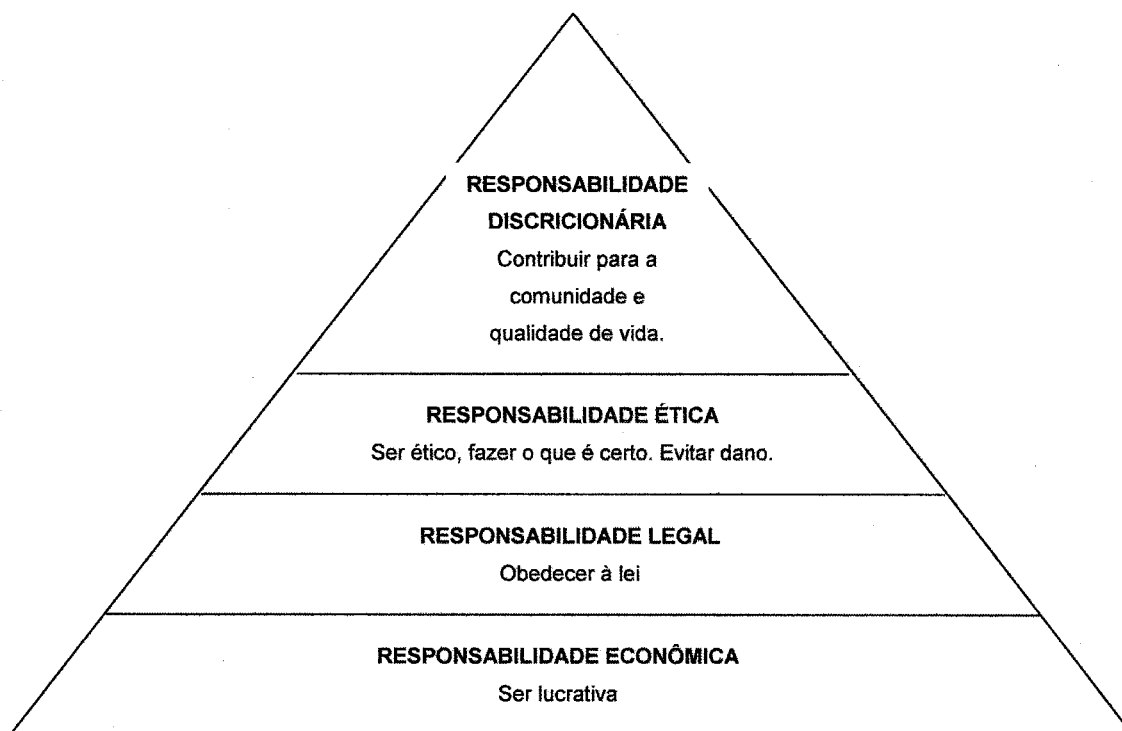 RESPONSABILIDADE
DISCRICIONÁRIA
Contribuir para a
comunidade e
qualidade de vida.
RESPONSABILIDADE ÉTICA
Ser ético, fazer o que é certo. Evitar dano.
RESPONSABILIDADE LEGAL
Obedecer à lei
RESPONSABILIDADE ECONÔMICA
Ser lucrativa